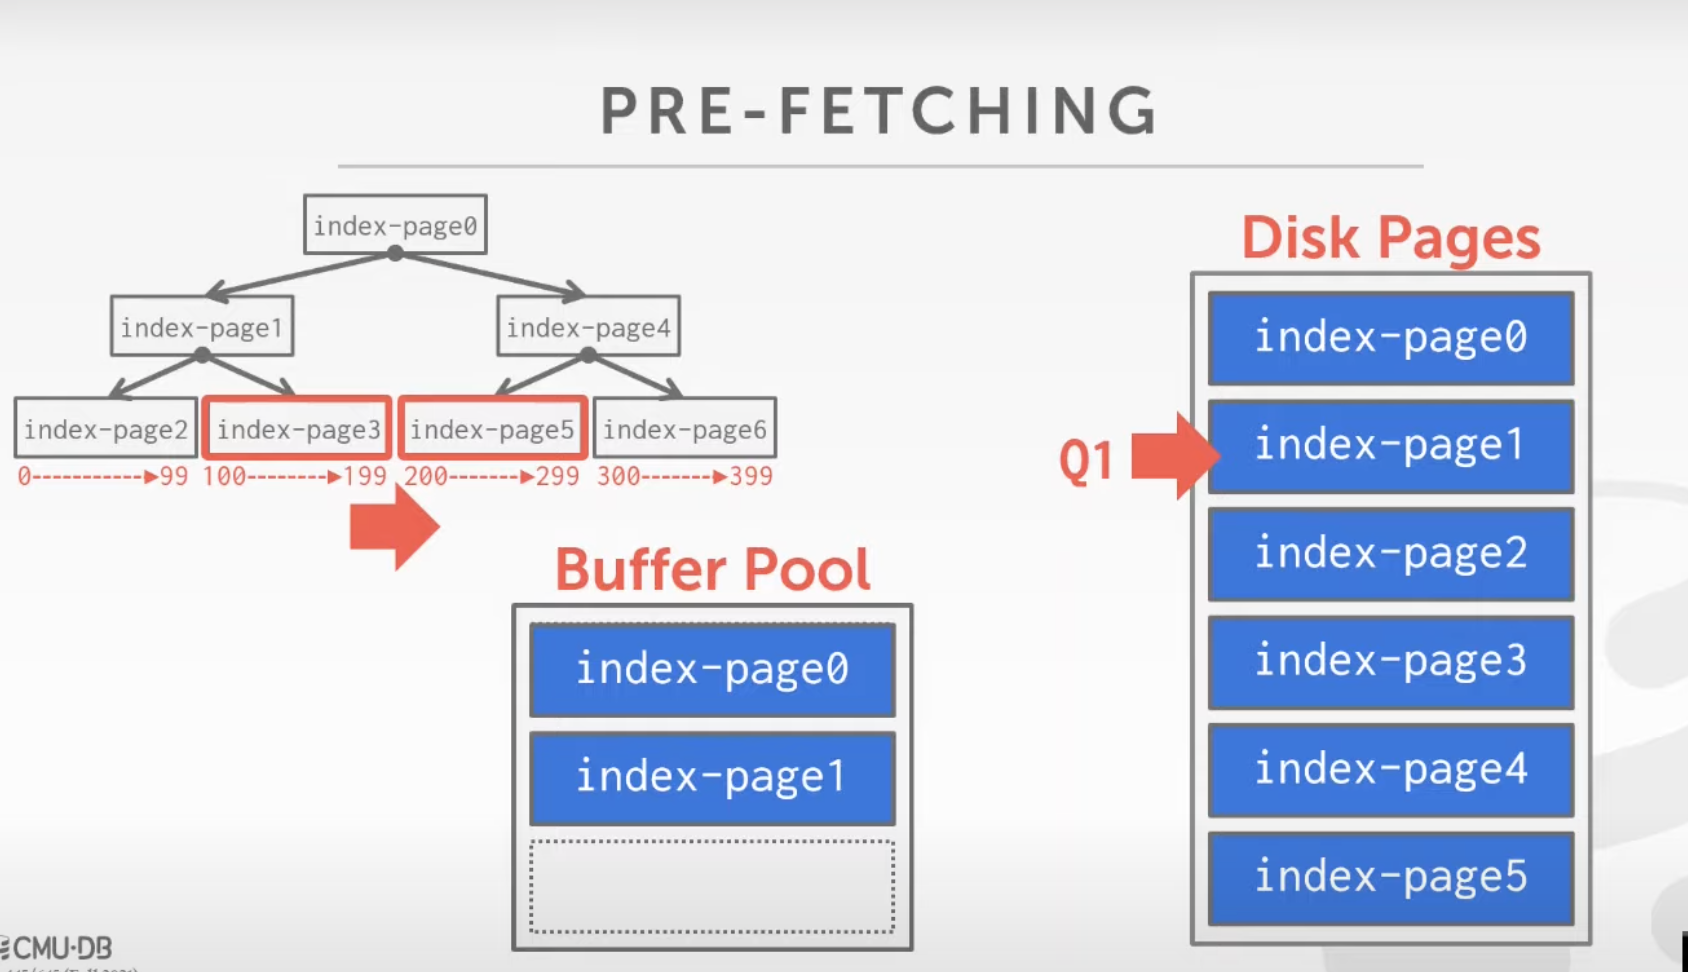 PRE-FETCHING
index-page0
index-page1
index-page4
index-page2
index-page3
index-page5
index-page6
0----------▶99
100--------▶199
200-------▶299
300-------▶399
Buffer Pool
index-page0
index-page1
Disk Pages
index-page0
Q1
index-page1
index-page2
index-page3
index-page4
index-page5
CMU·DB